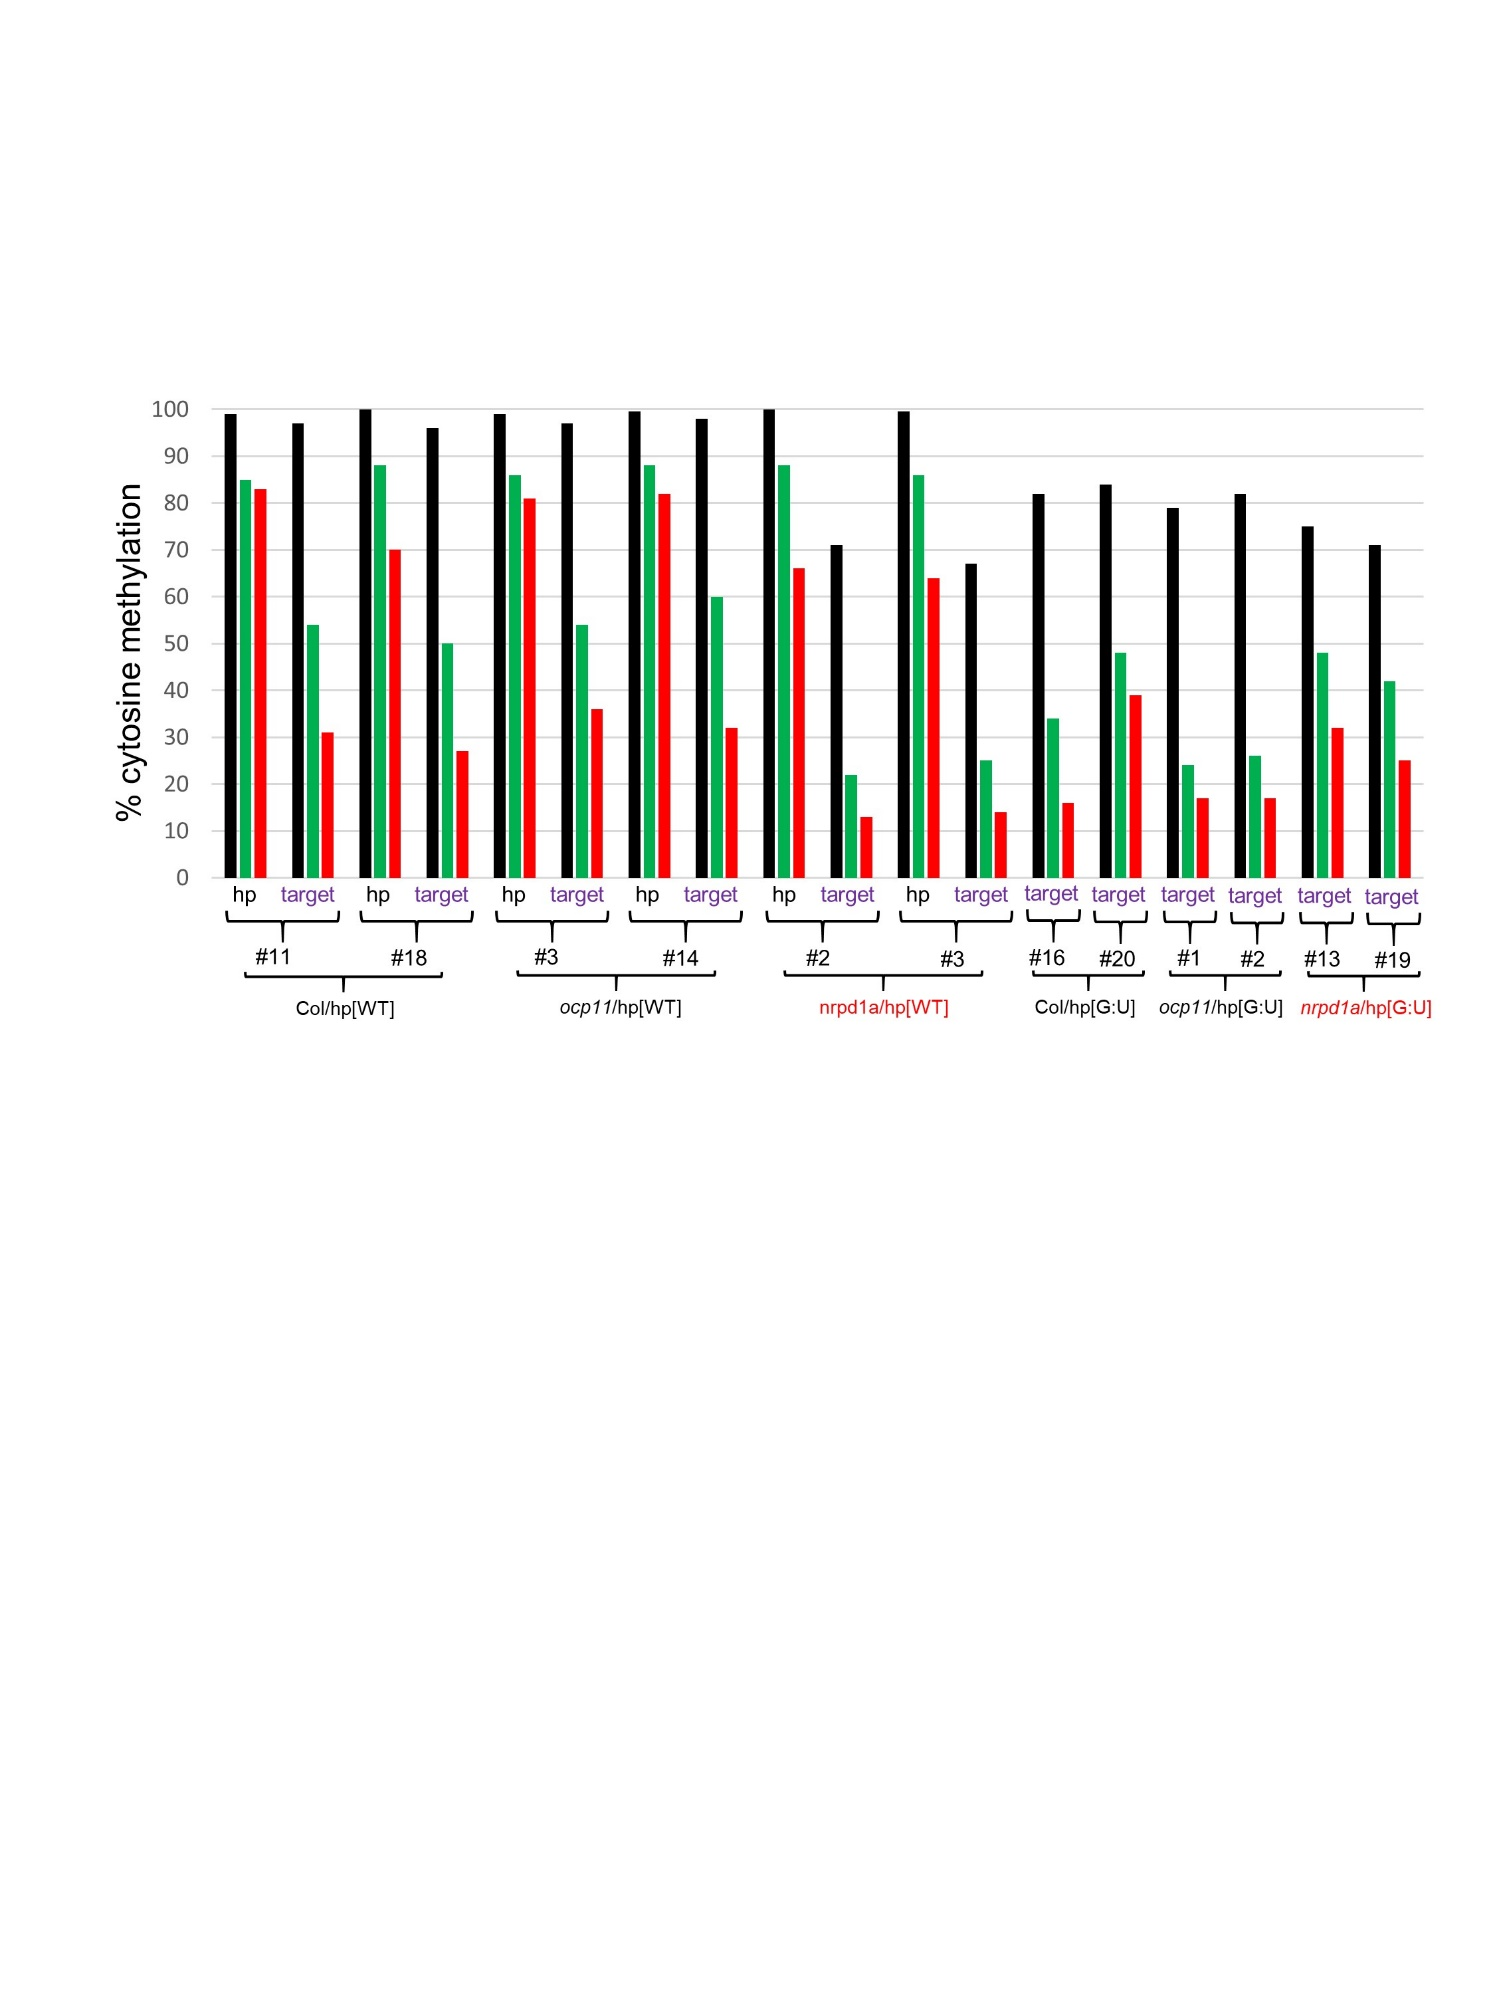 % cytosine methylation
100
90
80
70
60
50
40
30
20
10
0
hp target hp target hp target hp target hp target hp target target target target target target target
#11 #18 #3 #14 #2 #3 #16 #20 #1 #2 #13 #19
Col/hp[WT] ocp11/hp[WT] nrpd1a/hp[WT] Col/hp[G:U] ocp11/hp[G:U] nrpd1a/hp[G:U]